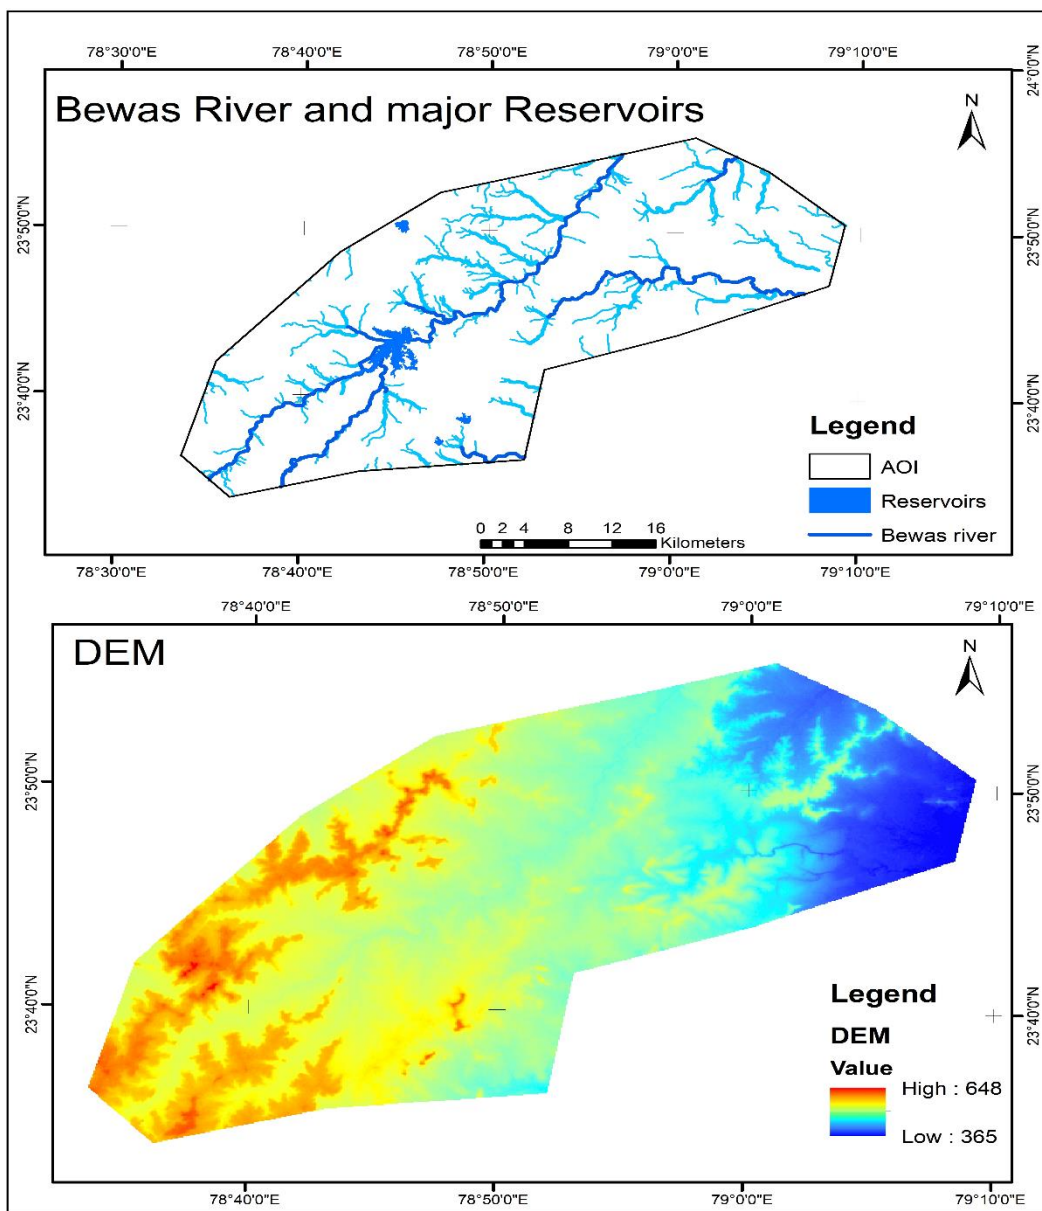 78°30'0"E 78°40'0"E 78°50'0"E 79°0'0"E 79°10'0"E
24°0'0"N
Bewas River and major Reservoirs
N
23°50'0"N 23°50'0"N
23°40'0"N 23°40'0"N
Legend
AOI
Reservoirs
Bewas river
0 2 4 8 12 16
Kilometers
78°30'0"E 78°40'0"E 78°50'0"E 79°0'0"E 79°10'0"E
78°40'0"E 78°50'0"E 79°0'0"E 79°10'0"E
DEM
N
23°50'0"N 23°50'0"N
23°40'0"N 23°40'0"N
Legend
DEM
Value
High : 648
Low : 365
78°40'0"E 78°50'0"E 79°0'0"E 79°10'0"E